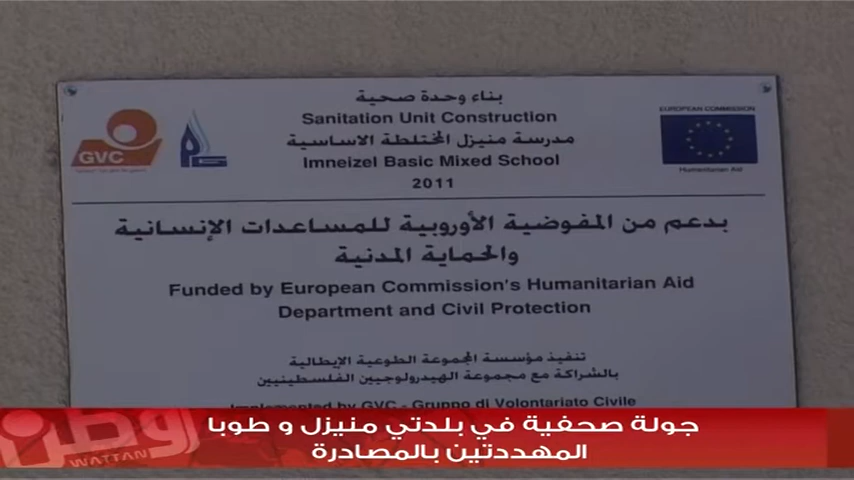 بناء وحدة صحية
Sanitation Unit Construction
مدرسة منيزل المختلطة الاساسية
Imneizel Basic Mixed School
2011
GVC
EUROPEAN COMMISSION
Humanitarian Aid
بدعم من المفوضية الأوروبية للمساعدات الإنسانية
والحماية المدنية
Funded by European Commission's Humanitarian Aid
Department and Civil Protection
تنفيذ مؤسسة المجموعة الطوعية الإيطالية
بالشراكة مع مجموعة الهيدرولوجيين الفلسطينيين
Implemented by GVC - Gruppo di Volontariato Civile
جولة صحفية في بلدتي منيزل و طوبا
المهددتين بالمصادرة
وطن
WATTAN